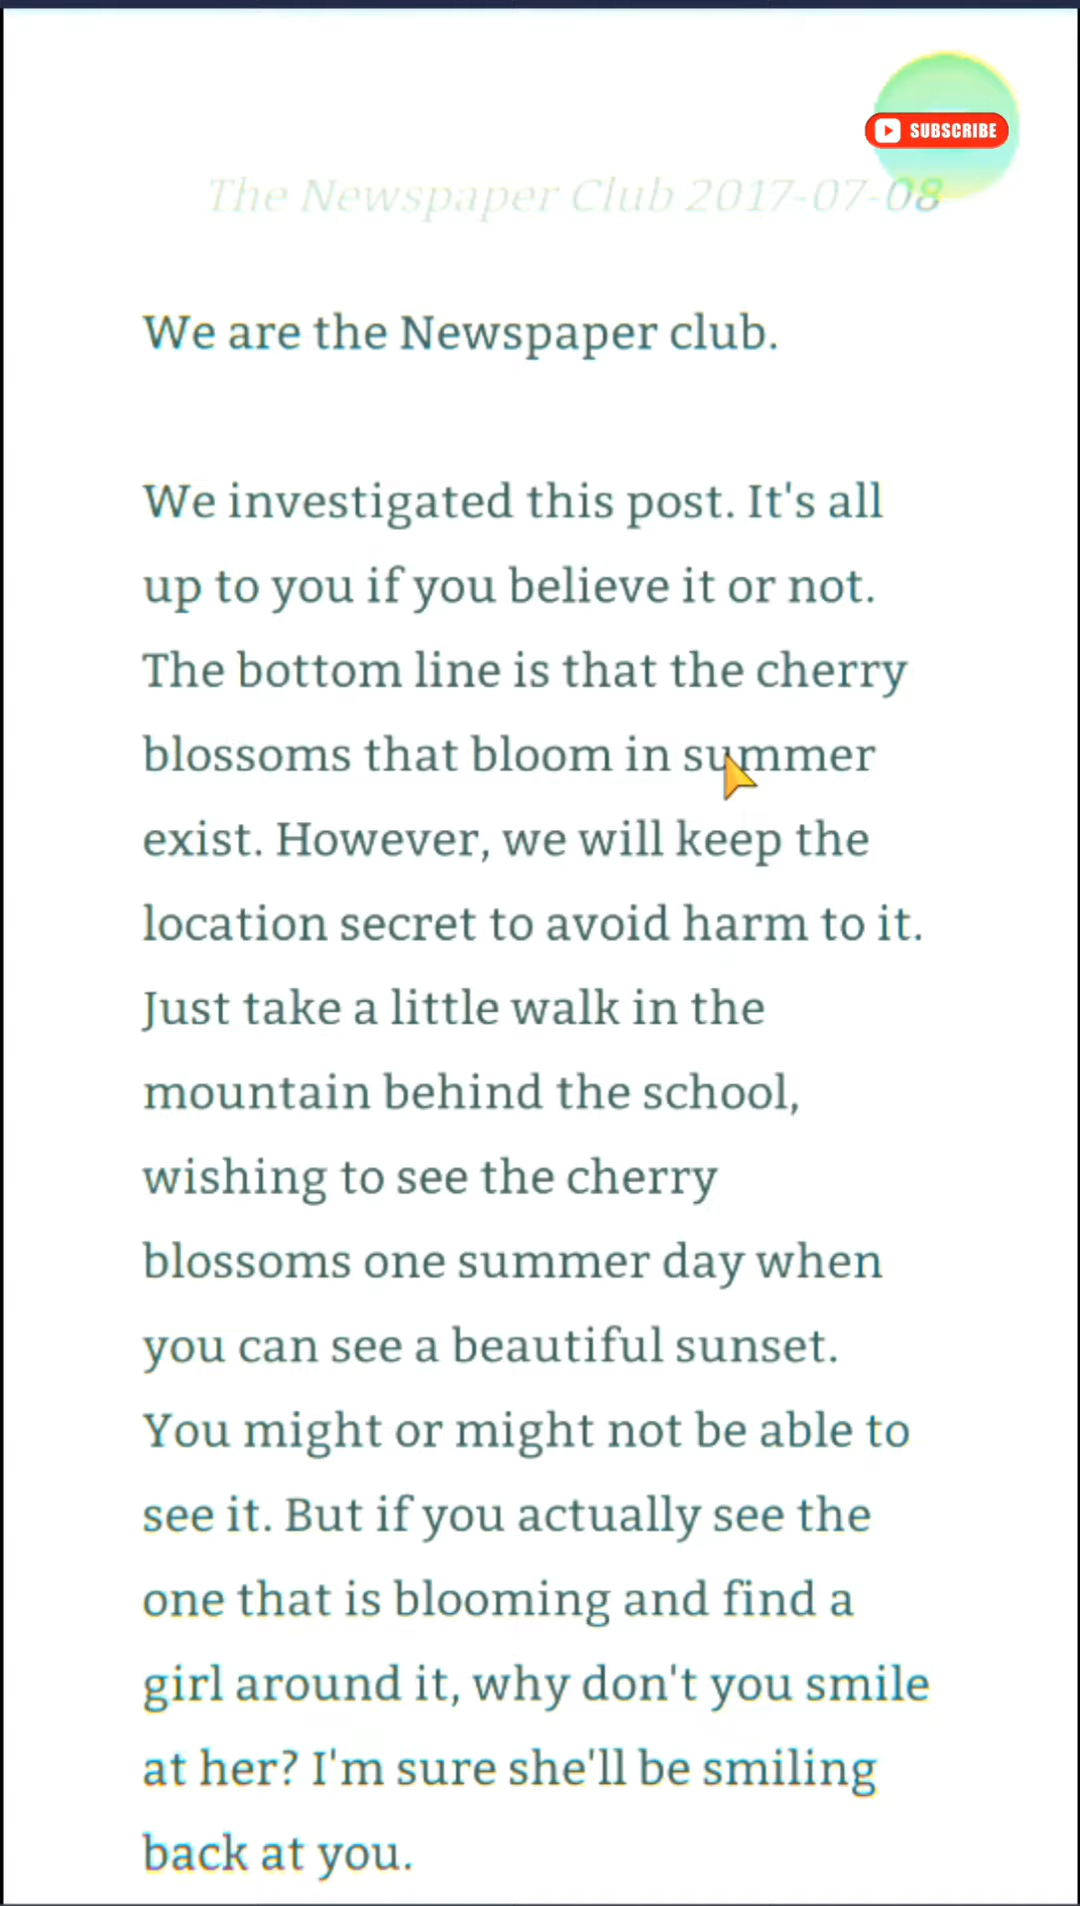 SUBSCRIBE
The Newspaper Club 2017-07-08
We are the Newspaper club.
We investigated this post. It's all
up to you if you believe it or not.
The bottom line is that the cherry
blossoms that bloom in summer
exist. However, we will keep the
location secret to avoid harm to it.
Just take a little walk in the
mountain behind the school,
wishing to see the cherry
blossoms one summer day when
you can see a beautiful sunset.
You might or might not be able to
see it. But if you actually see the
one that is blooming and find a
girl around it, why don't you smile
at her? I'm sure she'll be smiling
back at you.